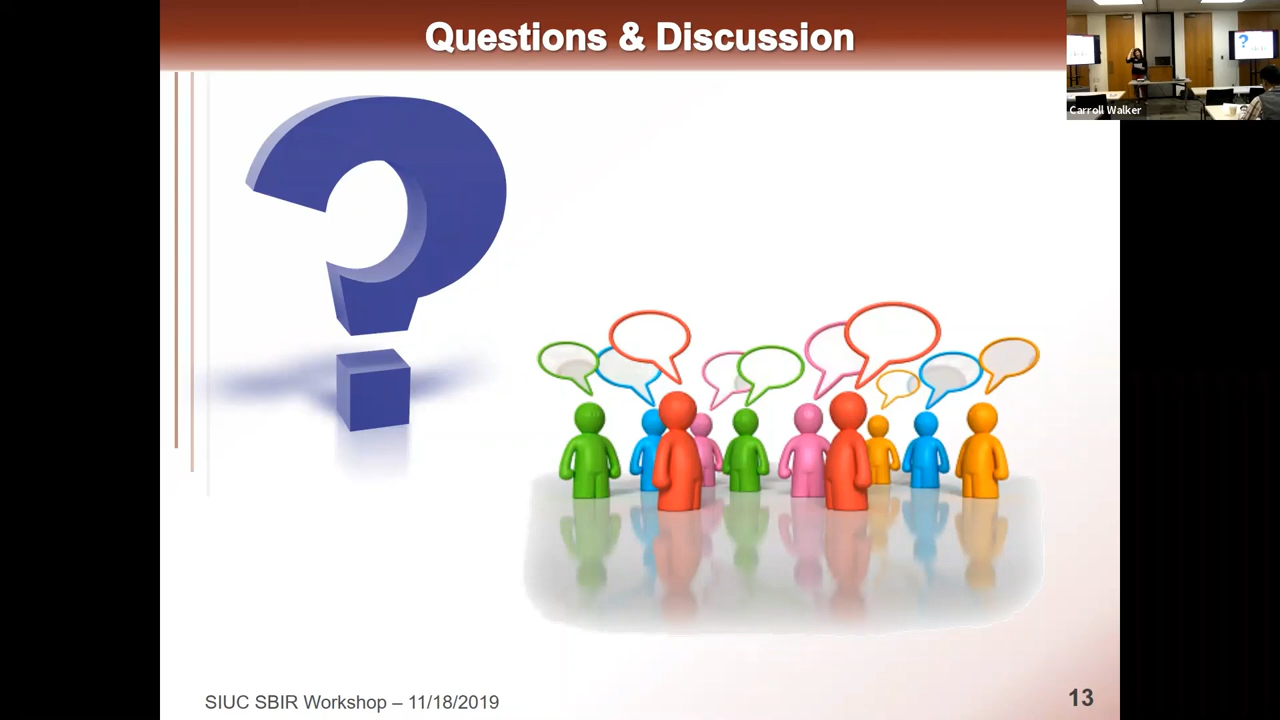 Questions & Discussion
?
Carroll Walker
SIUC SBIR Workshop – 11/18/2019
13